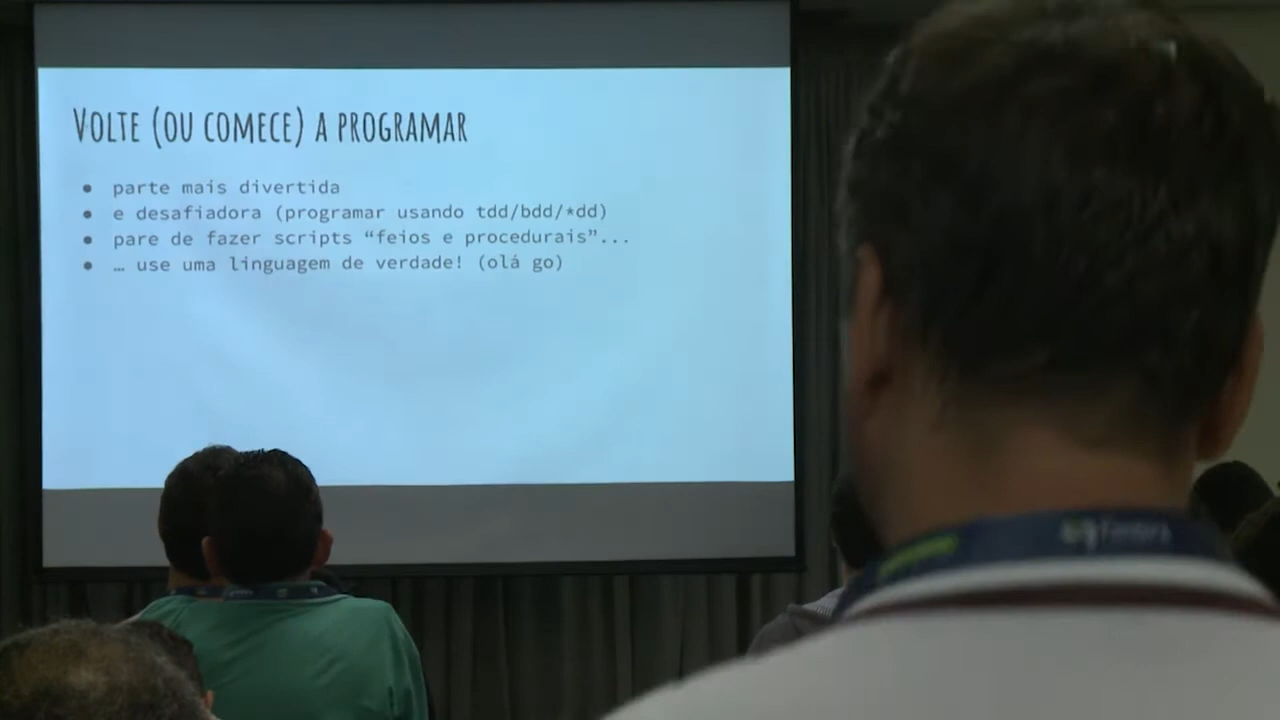 VOLTE (OU COMECE) A PROGRAMAR
● parte mais divertida
● e desafiadora (programar usando tdd/bdd/*dd)
● pare de fazer scripts “feios e procedurais”...
● … use uma linguagem de verdade! (olá go)